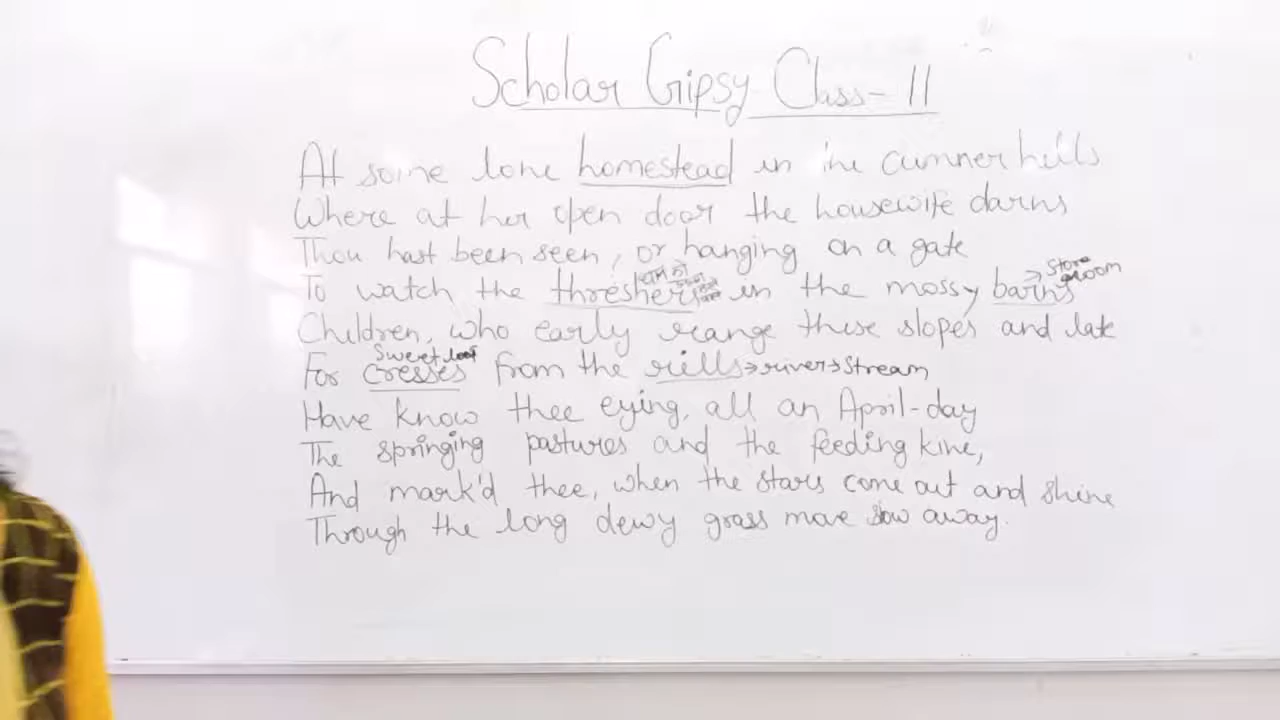 Scholar Gipsy Class-11
At some lone homestead in the cumner hills
Where at her open door the housewife darns
Thou hast been seen, or hanging on a gate
→ Store room
To watch the threshers in the mossy barns
Children, who early range these slopes and late
Sweet leaf
For cresses from the rills→river→Stream
Have know thee eying, all an April-day
The springing pastures and the feeding kine,
And mark'd thee, when the stars come out and shine
Through the long dewy grass move slow away.